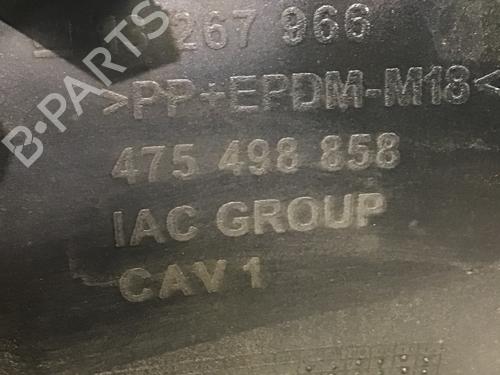 267 966
>PP+EPDM-M18<
475 498 858
IAC GROUP
CAV 1
B-PARTS